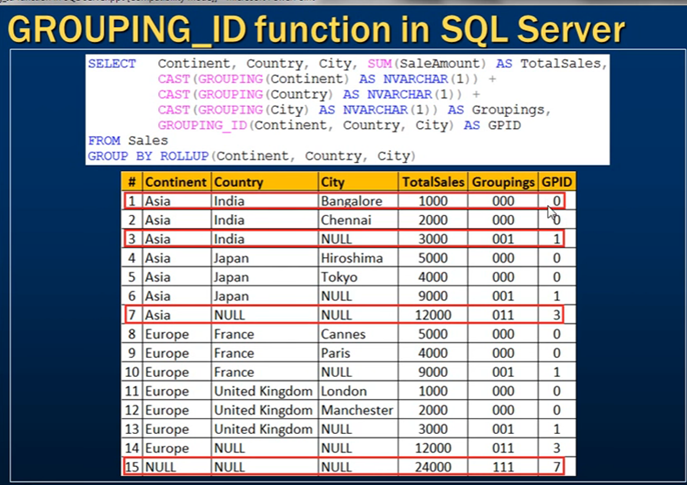 GROUPING_ID function in SQL Server
SELECT Continent, Country, City, SUM(SaleAmount) AS TotalSales,
CAST(GROUPING(Continent) AS NVARCHAR(1)) +
CAST(GROUPING(Country) AS NVARCHAR(1)) +
CAST(GROUPING(City) AS NVARCHAR(1)) AS Groupings,
GROUPING_ID(Continent, Country, City) AS GPID
FROM Sales
GROUP BY ROLLUP(Continent, Country, City)
# Continent Country City TotalSales Groupings GPID
1 Asia India Bangalore 1000 000 0
2 Asia India Chennai 2000 000 0
3 Asia India NULL 3000 001 1
4 Asia Japan Hiroshima 5000 000 0
5 Asia Japan Tokyo 4000 000 0
6 Asia Japan NULL 9000 001 1
7 Asia NULL NULL 12000 011 3
8 Europe France Cannes 5000 000 0
9 Europe France Paris 4000 000 0
10 Europe France NULL 9000 001 1
11 Europe United Kingdom London 1000 000 0
12 Europe United Kingdom Manchester 2000 000 0
13 Europe United Kingdom NULL 3000 001 1
14 Europe NULL NULL 12000 011 3
15 NULL NULL NULL 24000 111 7